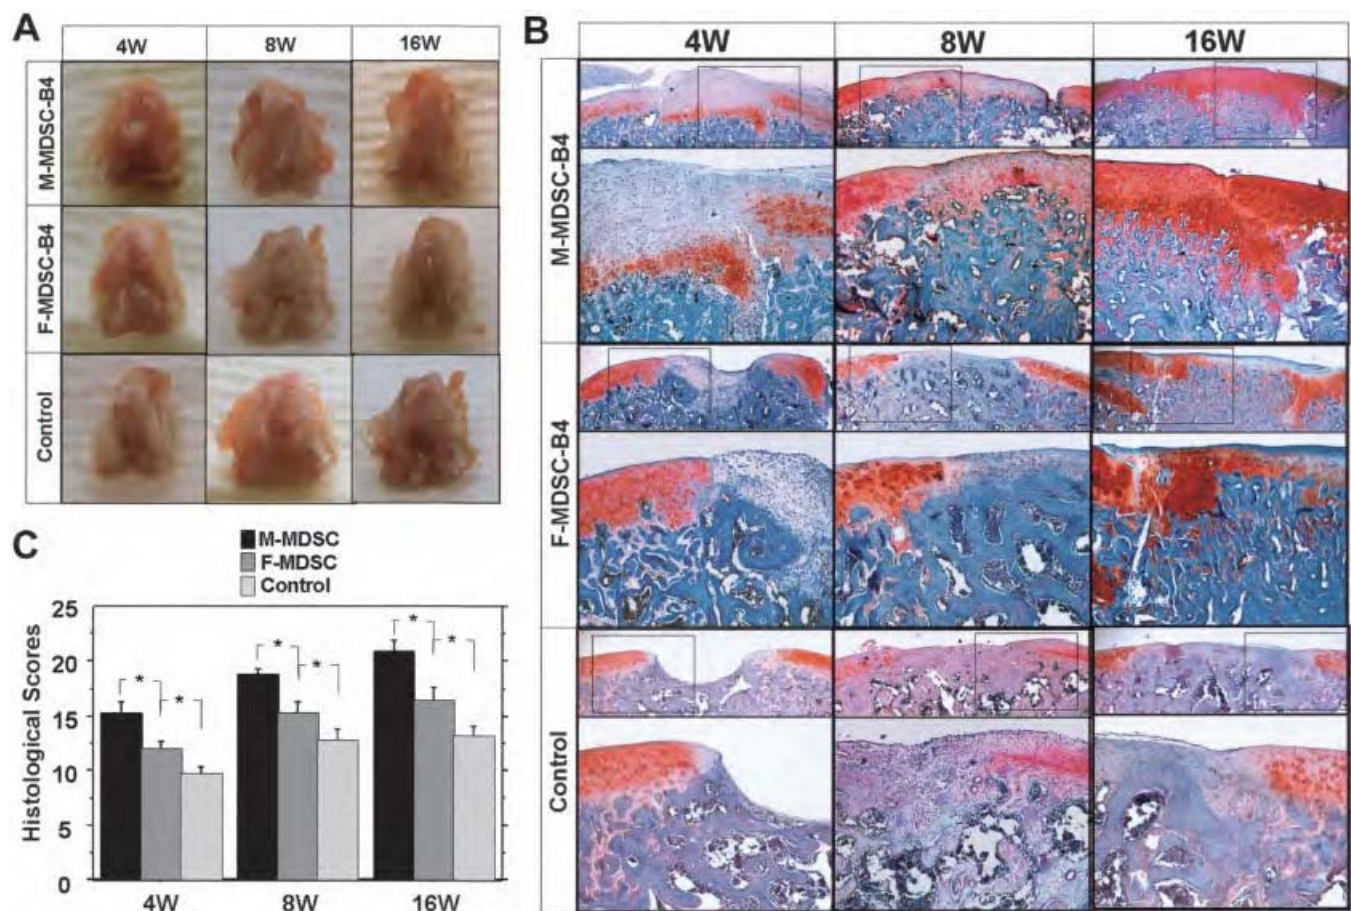 A
4W 8W 16W
M-MDSC-B4
F-MDSC-B4
Control
B
4W 8W 16W
M-MDSC-B4
F-MDSC-B4
Control
C
M-MDSC
F-MDSC
Control
Histological Scores
25
20
15
10
5
0
* * * * * *
4W 8W 16W